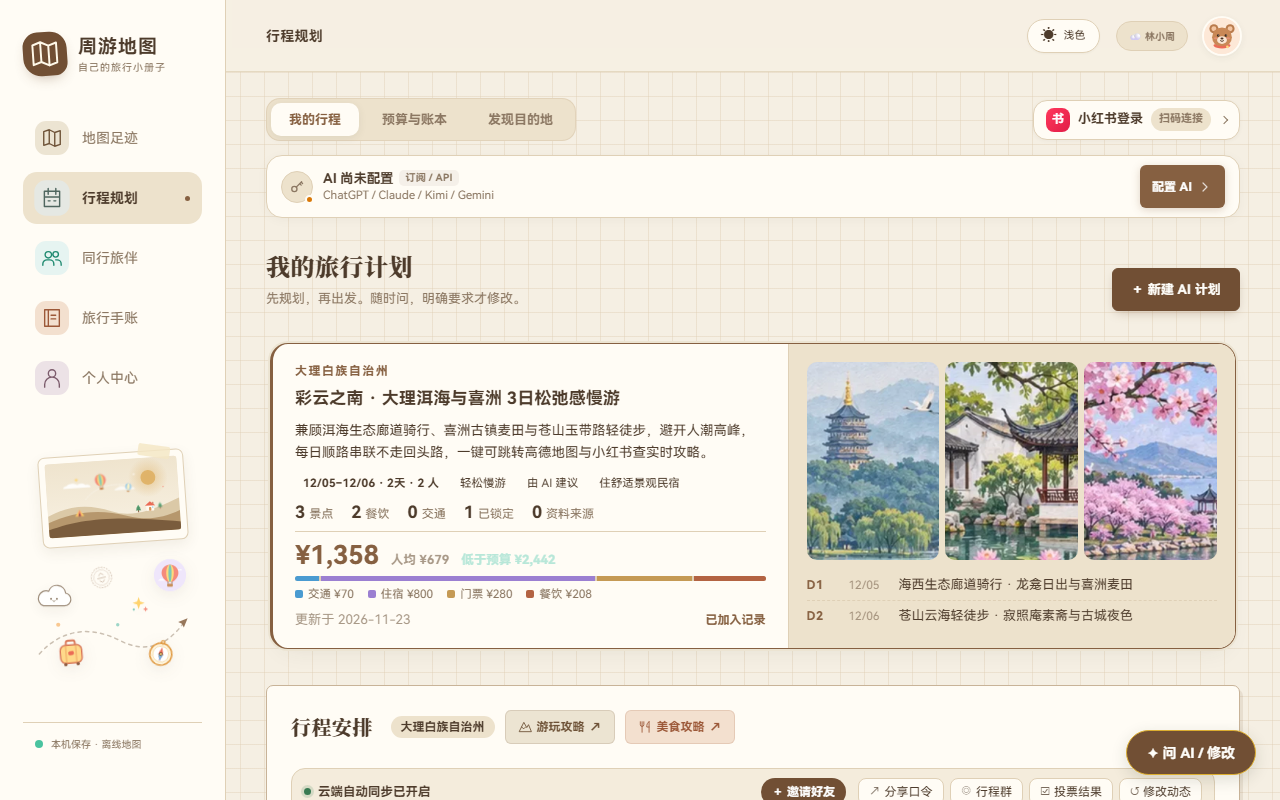 周游地图
自己的旅行小册子
地图足迹
行程规划
同行旅伴
旅行手账
个人中心
本机保存 · 离线地图
行程规划
浅色
林小周
我的行程
预算与账本
发现目的地
书 小红书登录 扫码连接
AI 尚未配置 订阅 / API
ChatGPT / Claude / Kimi / Gemini
配置 AI
我的旅行计划
先规划，再出发。随时问，明确要求才修改。
+ 新建 AI 计划
大理白族自治州
彩云之南 · 大理洱海与喜洲 3日松弛感慢游
兼顾洱海生态廊道骑行、喜洲古镇麦田与苍山玉带路轻徒步，避开人潮高峰，
每日顺路串联不走回头路，一键可跳转高德地图与小红书查实时攻略。
12/05–12/06 · 2天 · 2 人 轻松慢游 由 AI 建议 住舒适景观民宿
3 景点 2 餐饮 0 交通 1 已锁定 0 资料来源
¥1,358 人均 ¥679 低于预算 ¥2,442
交通 ¥70 住宿 ¥800 门票 ¥280 餐饮 ¥208
更新于 2026-11-23 已加入记录
D1 12/05 海西生态廊道骑行 · 龙龛日出与喜洲麦田
D2 12/06 苍山云海轻徒步 · 寂照庵素斋与古城夜色
行程安排 大理白族自治州 游玩攻略 ↗ 美食攻略 ↗
✦ 问 AI / 修改
云端自动同步已开启 + 邀请好友 ↗ 分享口令 ◎ 行程群 ☑ 投票结果 ↺ 修改动态